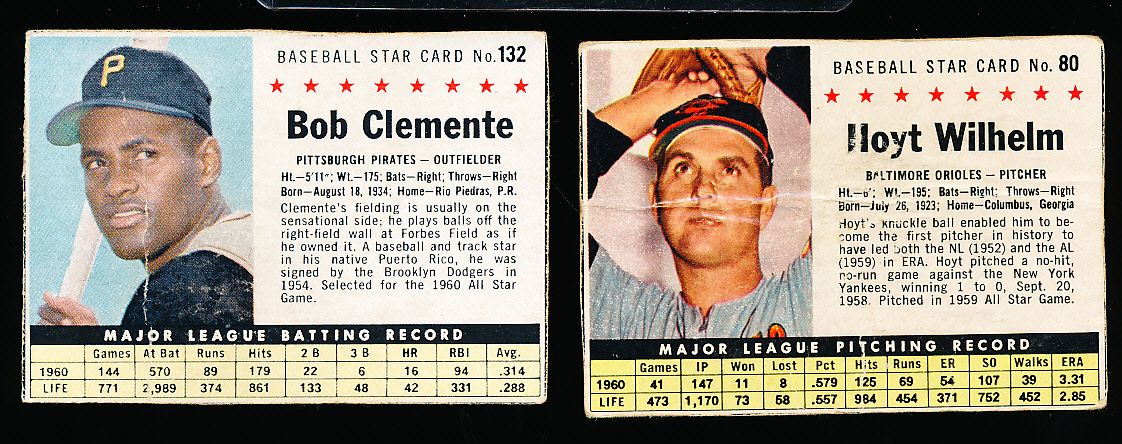 P
BASEBALL STAR CARD No. 132
Bob Clemente
PITTSBURGH PIRATES — OUTFIELDER
Ht.—5'11"; Wt.—175; Bats—Right; Throws—Right
Born—August 18, 1934; Home—Rio Piedras, P.R.
Clemente's fielding is usually on the
sensational side; he plays balls off the
right-field wall at Forbes Field as if
he owned it. A baseball and track star
in his native Puerto Rico, he was
signed by the Brooklyn Dodgers in
1954. Selected for the 1960 All Star
Game.
MAJOR LEAGUE BATTING RECORD
Games At Bat Runs Hits 2 B 3 B HR RBI Avg.
1960 144 570 89 179 22 6 16 94 .314
LIFE 771 2,989 374 861 133 48 42 331 .288
BASEBALL STAR CARD No. 80
Hoyt Wilhelm
BALTIMORE ORIOLES — PITCHER
Ht.—6'; Wt.—195; Bats—Right; Throws—Right
Born—July 26, 1923; Home—Columbus, Georgia
Hoyt's knuckle ball enabled him to be-
come the first pitcher in history to
have led both the NL (1952) and the AL
(1959) in ERA. Hoyt pitched a no-hit,
no-run game against the New York
Yankees, winning 1 to 0, Sept. 20,
1958. Pitched in 1959 All Star Game.
MAJOR LEAGUE PITCHING RECORD
Games IP Won Lost Pct Hits Runs ER SO Walks ERA
1960 41 147 11 8 .579 125 69 54 107 39 3.31
LIFE 473 1,170 73 58 .557 984 454 371 752 452 2.85